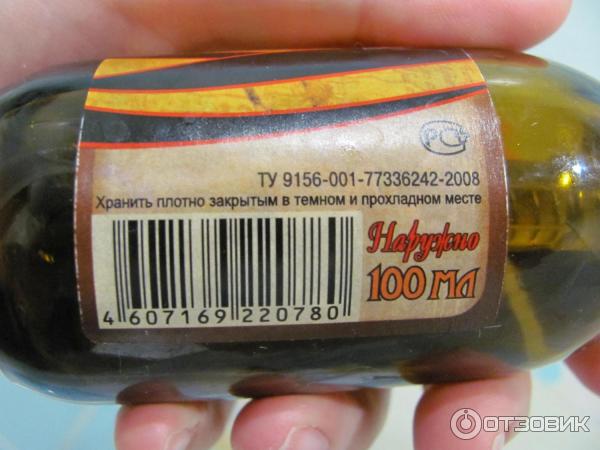 РСТ
ТУ 9156-001-77336242-2008
Хранить плотно закрытым в темном и прохладном месте
Наружно
100 МЛ
4 607169 220780
ОТЗОВИК